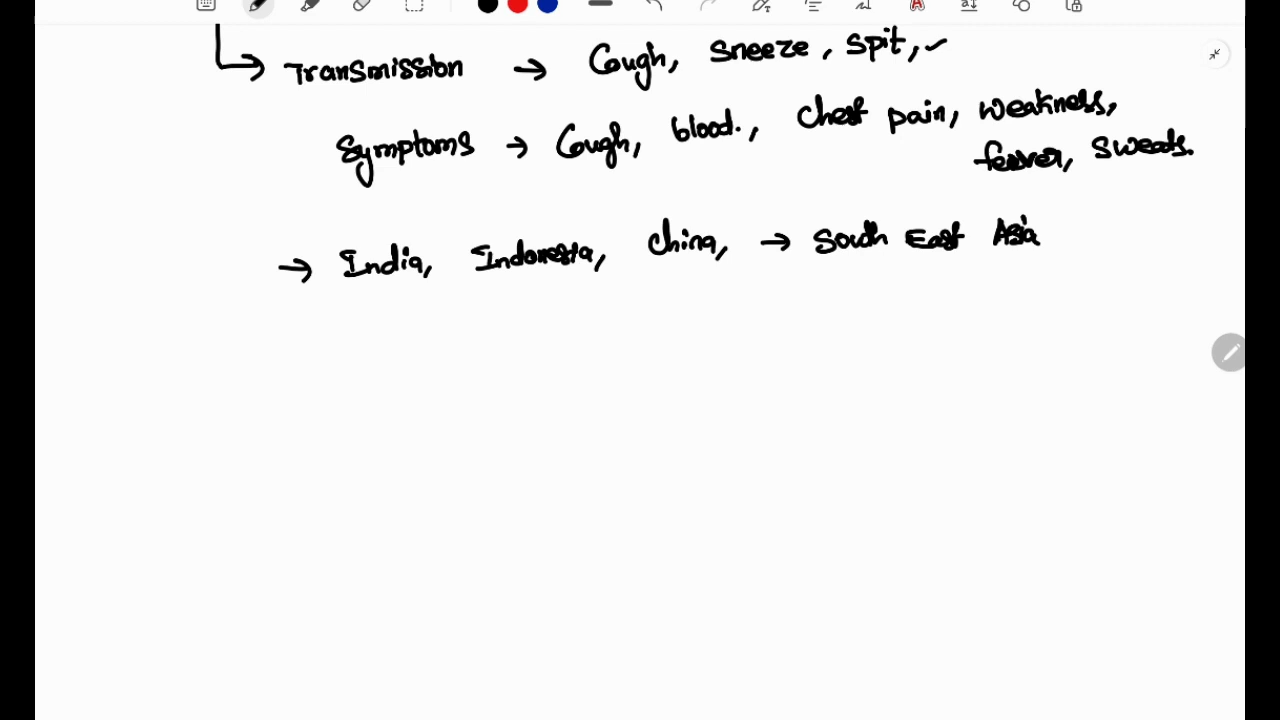 Transmission → Cough, Sneeze, Spit, ✓
Symptoms → Cough, blood., Chest pain, weakness,
fever, Sweats.
→ India, Indonesia, China, → South East Asia